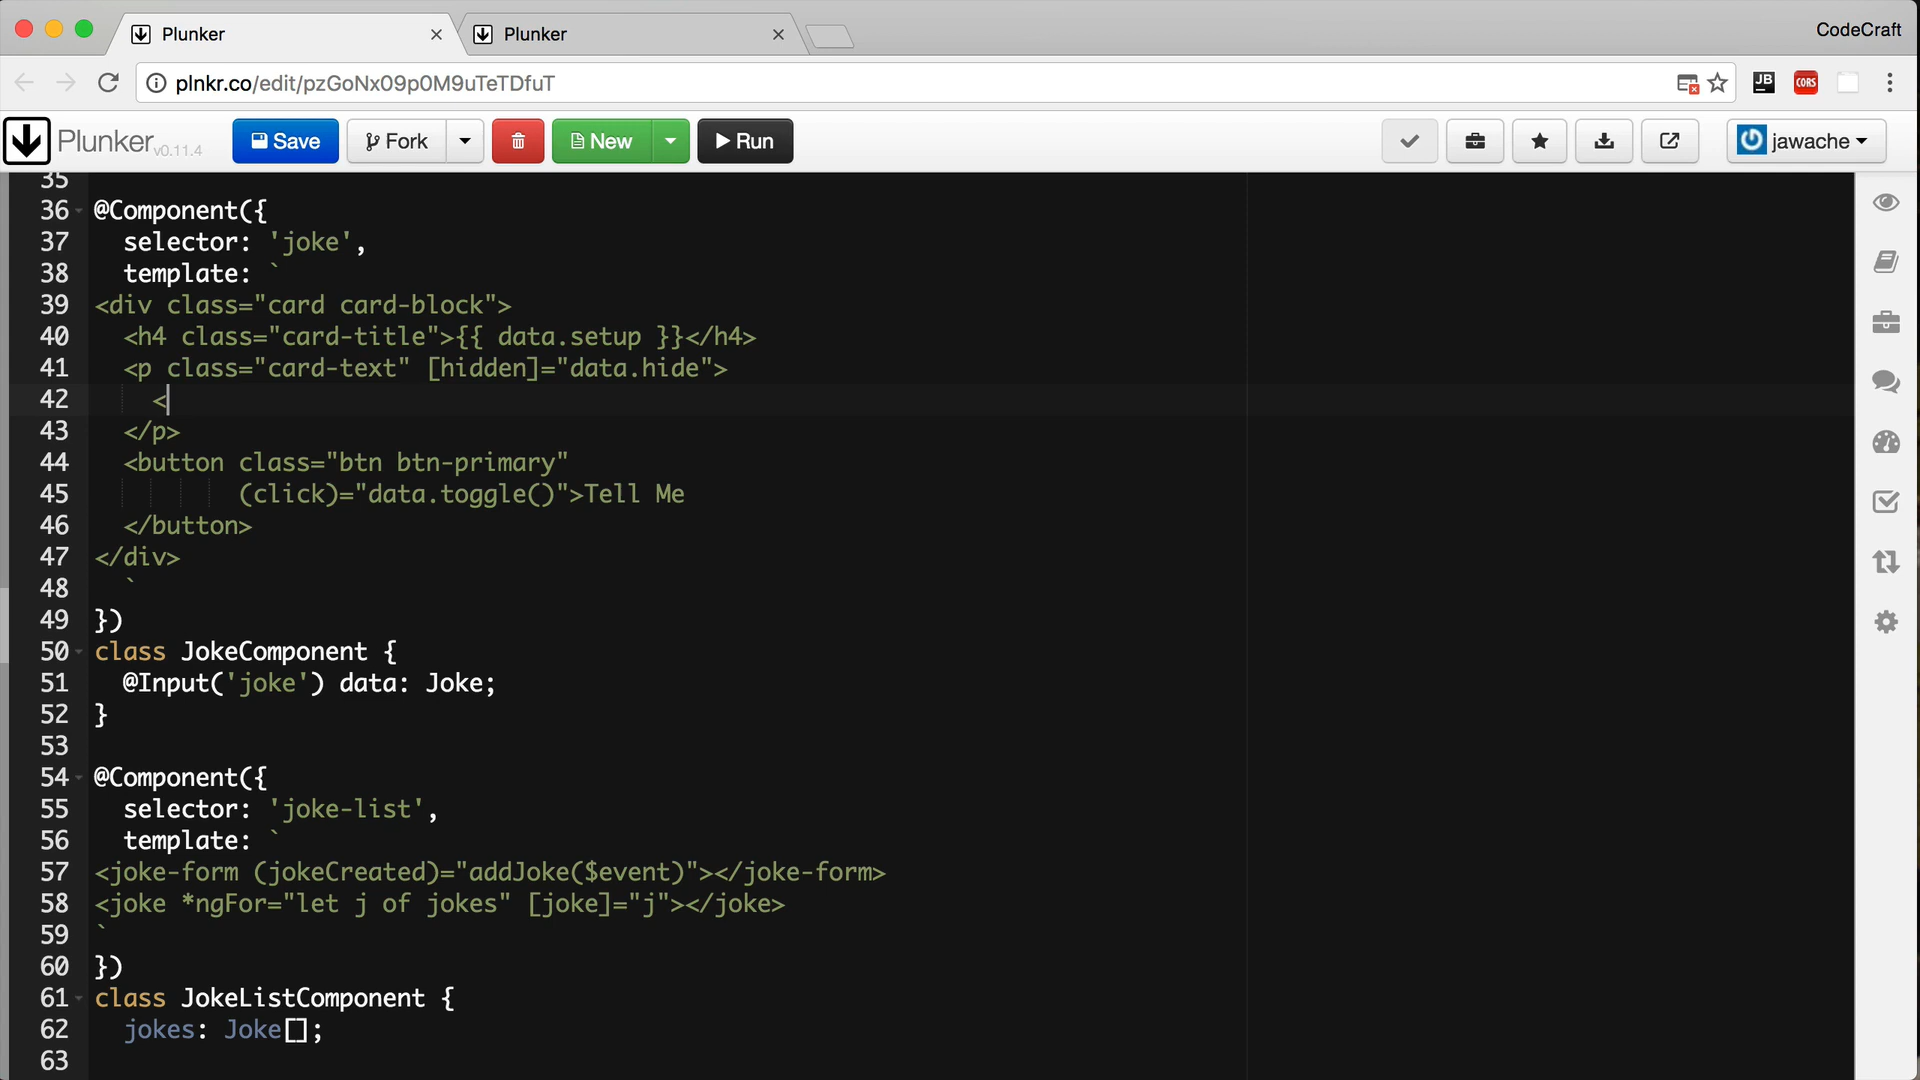 Plunker
Plunker
CodeCraft
plnkr.co/edit/pzGoNx09p0M9uTeTDfuT
JB
CORS
Plunker v0.11.4
Save
Fork
New
Run
jawache
35
36 @Component({
37 selector: 'joke',
38 template: `
39 <div class="card card-block">
40 <h4 class="card-title">{{ data.setup }}</h4>
41 <p class="card-text" [hidden]="data.hide">
42 <
43 </p>
44 <button class="btn btn-primary"
45 (click)="data.toggle()">Tell Me
46 </button>
47 </div>
48 `
49 })
50 class JokeComponent {
51 @Input('joke') data: Joke;
52 }
53
54 @Component({
55 selector: 'joke-list',
56 template: `
57 <joke-form (jokeCreated)="addJoke($event)"></joke-form>
58 <joke *ngFor="let j of jokes" [joke]="j"></joke>
59 `
60 })
61 class JokeListComponent {
62 jokes: Joke[];
63